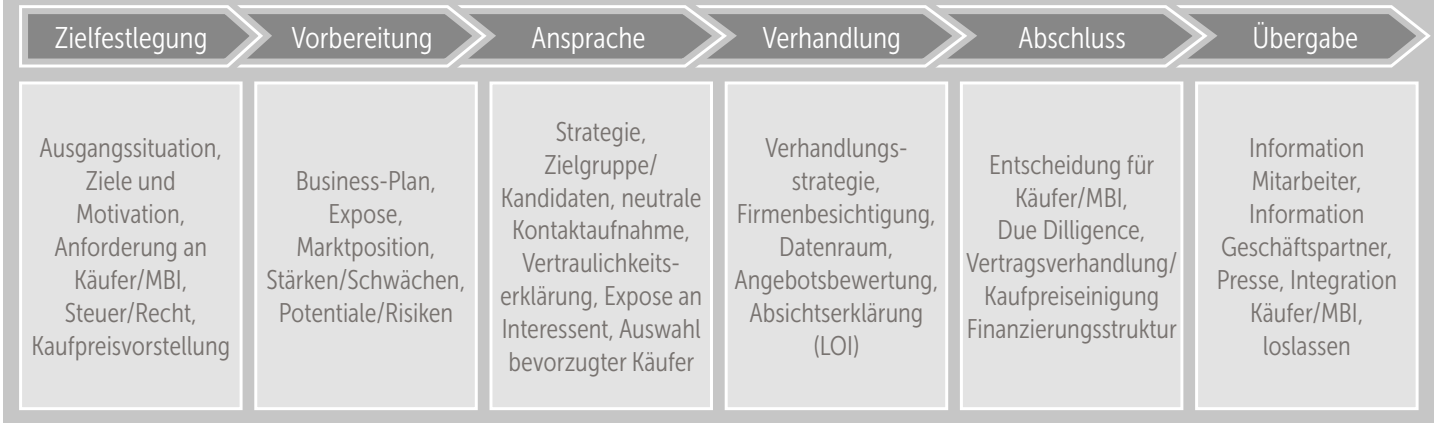 Zielfestlegung
Vorbereitung
Ansprache
Verhandlung
Abschluss
Übergabe
Ausgangssituation,
Ziele und
Motivation,
Anforderung an
Käufer/MBI,
Steuer/Recht,
Kaufpreisvorstellung
Business-Plan,
Expose,
Marktposition,
Stärken/Schwächen,
Potentiale/Risiken
Strategie,
Zielgruppe/
Kandidaten, neutrale
Kontaktaufnahme,
Vertraulichkeits-
erklärung, Expose an
Interessent, Auswahl
bevorzugter Käufer
Verhandlungs-
strategie,
Firmenbesichtigung,
Datenraum,
Angebotsbewertung,
Absichtserklärung
(LOI)
Entscheidung für
Käufer/MBI,
Due Dilligence,
Vertragsverhandlung/
Kaufpreiseinigung
Finanzierungsstruktur
Information
Mitarbeiter,
Information
Geschäftspartner,
Presse, Integration
Käufer/MBI,
loslassen